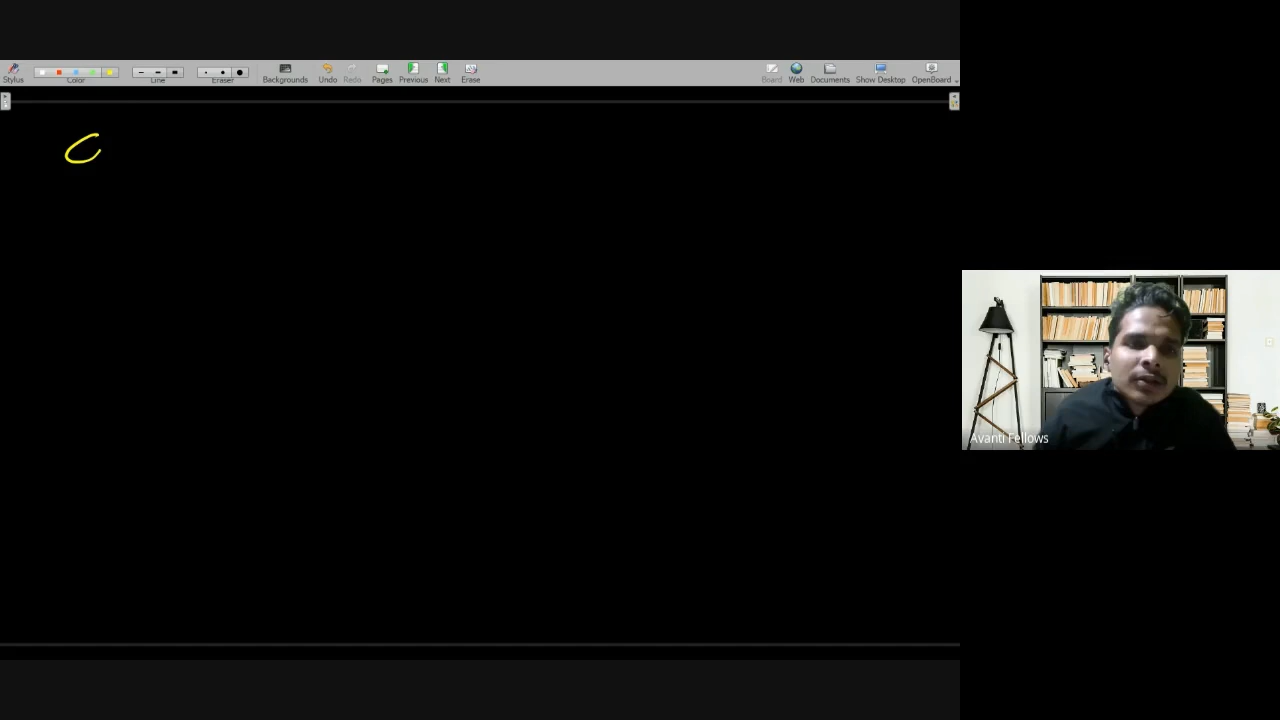 Stylus Color Line Eraser Backgrounds Undo Redo Pages Previous Next Erase Board Web Documents Show Desktop OpenBoard
C
Avanti Fellows